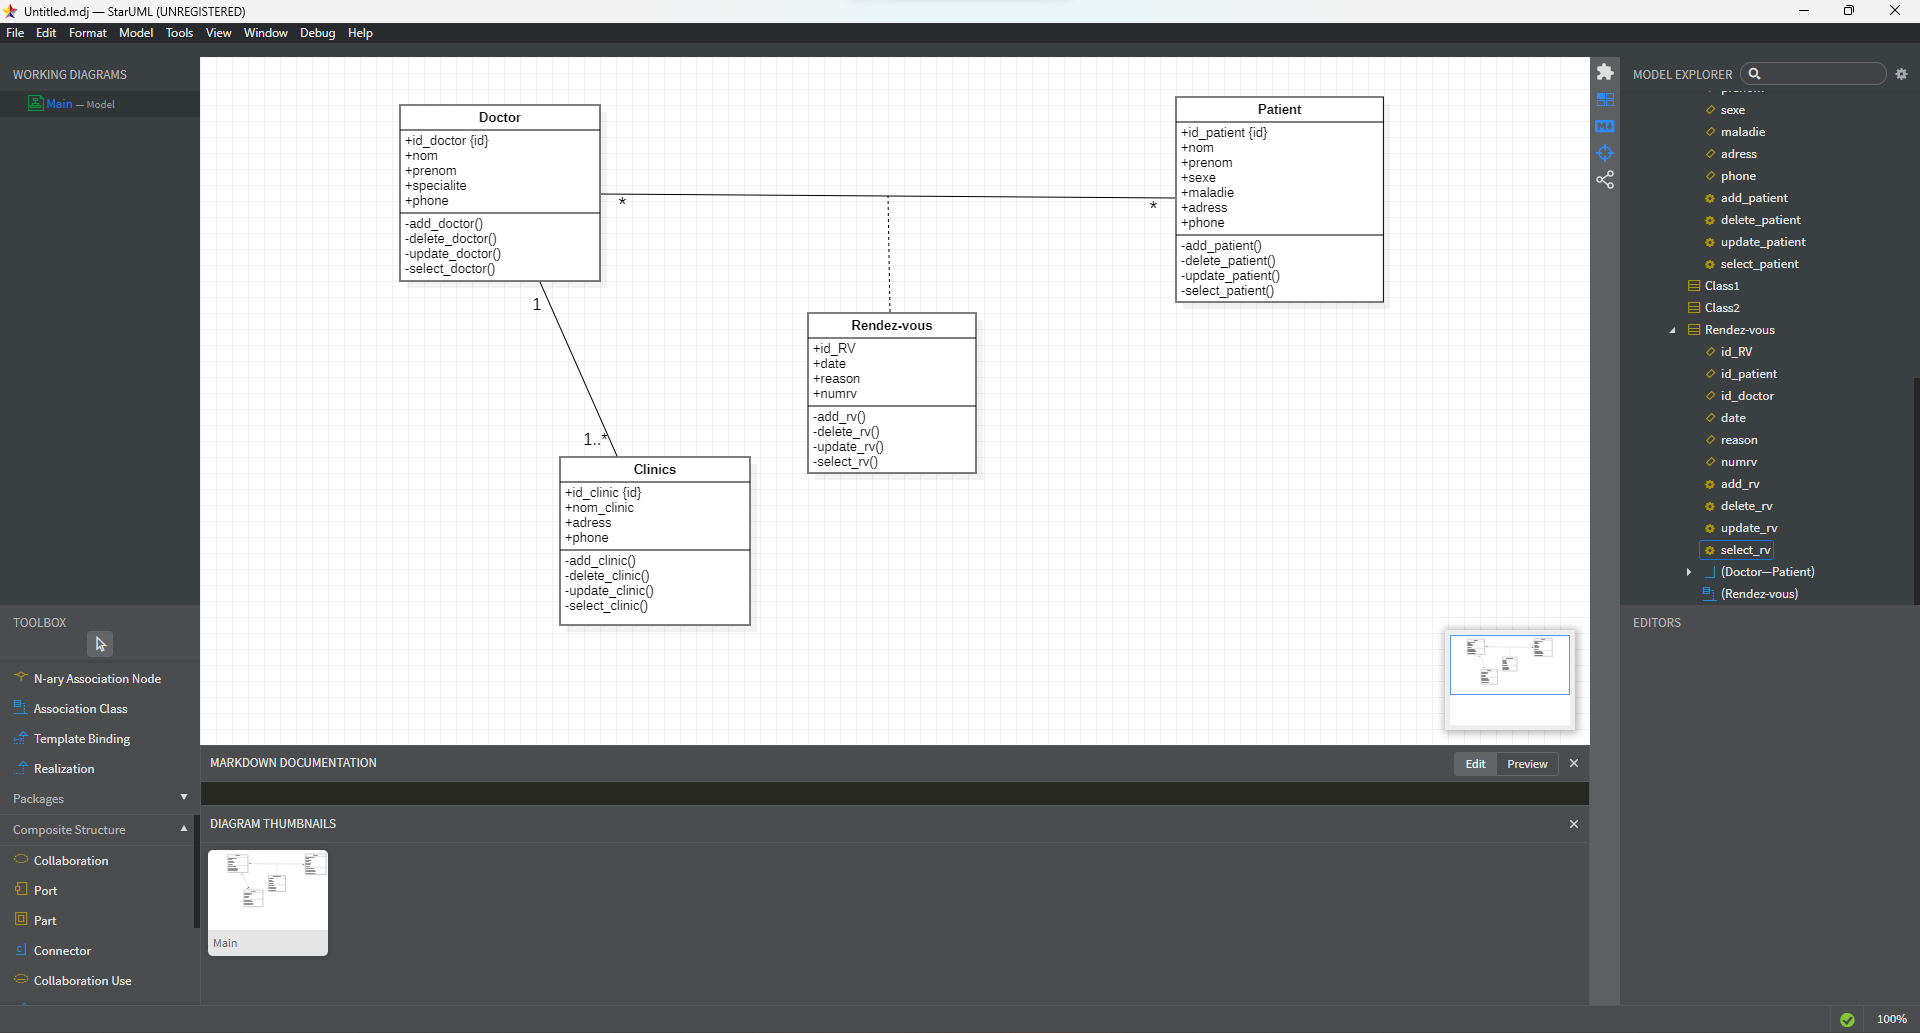 Untitled.mdj — StarUML (UNREGISTERED)
File Edit Format Model Tools View Window Debug Help
WORKING DIAGRAMS
Main — Model
Doctor
+id_doctor {id}
+nom
+prenom
+specialite
+phone
-add_doctor()
-delete_doctor()
-update_doctor()
-select_doctor()
*
*
Patient
+id_patient {id}
+nom
+prenom
+sexe
+maladie
+adress
+phone
-add_patient()
-delete_patient()
-update_patient()
-select_patient()
1
1..*
Rendez-vous
+id_RV
+date
+reason
+numrv
-add_rv()
-delete_rv()
-update_rv()
-select_rv()
Clinics
+id_clinic {id}
+nom_clinic
+adress
+phone
-add_clinic()
-delete_clinic()
-update_clinic()
-select_clinic()
MODEL EXPLORER
prenom
sexe
maladie
adress
phone
add_patient
delete_patient
update_patient
select_patient
Class1
Class2
Rendez-vous
id_RV
id_patient
id_doctor
date
reason
numrv
add_rv
delete_rv
update_rv
select_rv
(Doctor—Patient)
(Rendez-vous)
EDITORS
TOOLBOX
N-ary Association Node
Association Class
Template Binding
Realization
Packages
Composite Structure
Collaboration
Port
Part
Connector
Collaboration Use
MARKDOWN DOCUMENTATION
Edit Preview
DIAGRAM THUMBNAILS
Main
100%